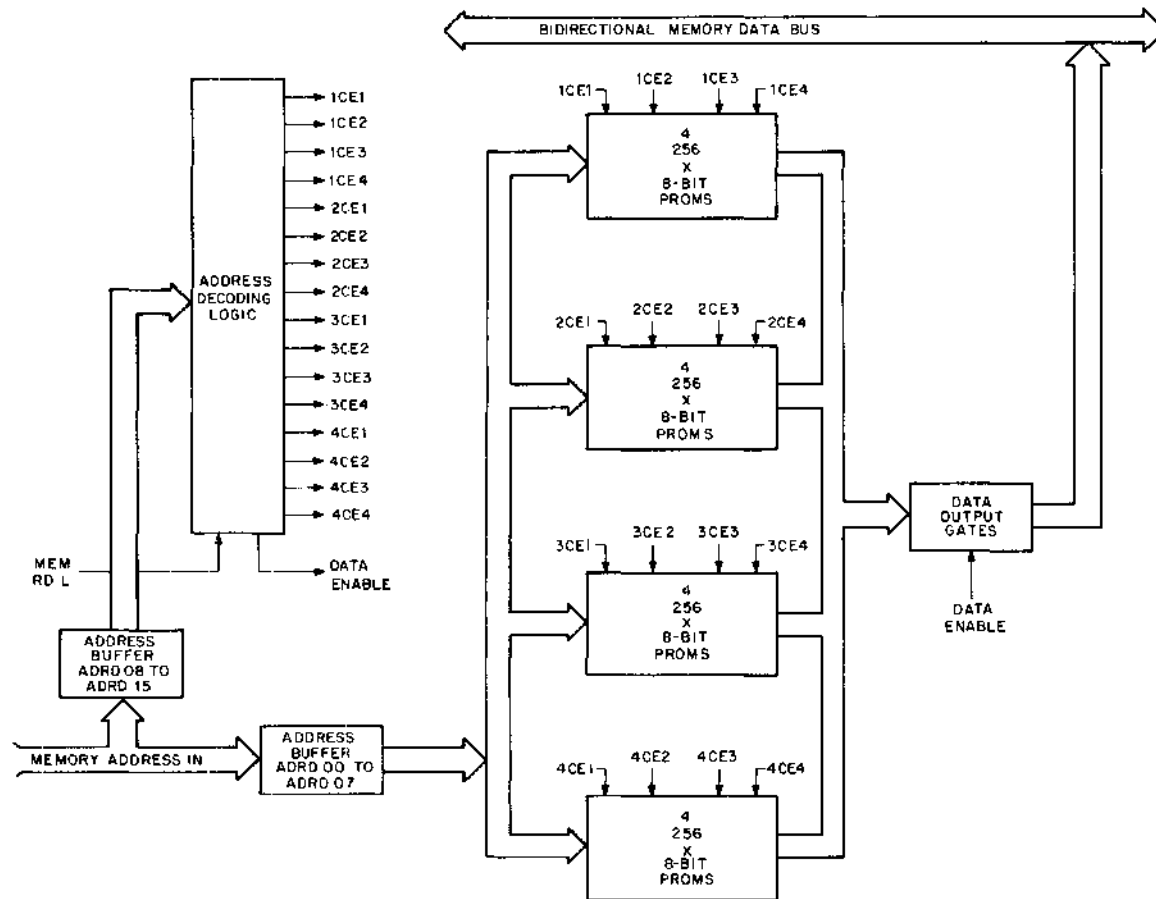 BIDIRECTIONAL MEMORY DATA BUS
1CE1
1CE2
1CE3
1CE4
2CE1
2CE2
2CE3
2CE4
3CE1
3CE2
3CE3
3CE4
4CE1
4CE2
4CE3
4CE4
ADDRESS
DECODING
LOGIC
MEM
RD L
DATA
ENABLE
ADDRESS
BUFFER
ADRD 08 TO
ADRD 15
MEMORY ADDRESS IN
ADDRESS
BUFFER
ADRD 00 TO
ADRD 07
1CE1
1CE2
1CE3
1CE4
4
256
X
8-BIT
PROMS
2CE1
2CE2
2CE3
2CE4
4
256
X
8-BIT
PROMS
3CE1
3CE2
3CE3
3CE4
4
256
X
8-BIT
PROMS
4CE1
4CE2
4CE3
4CE4
4
256
X
8-BIT
PROMS
DATA
OUTPUT
GATES
DATA
ENABLE